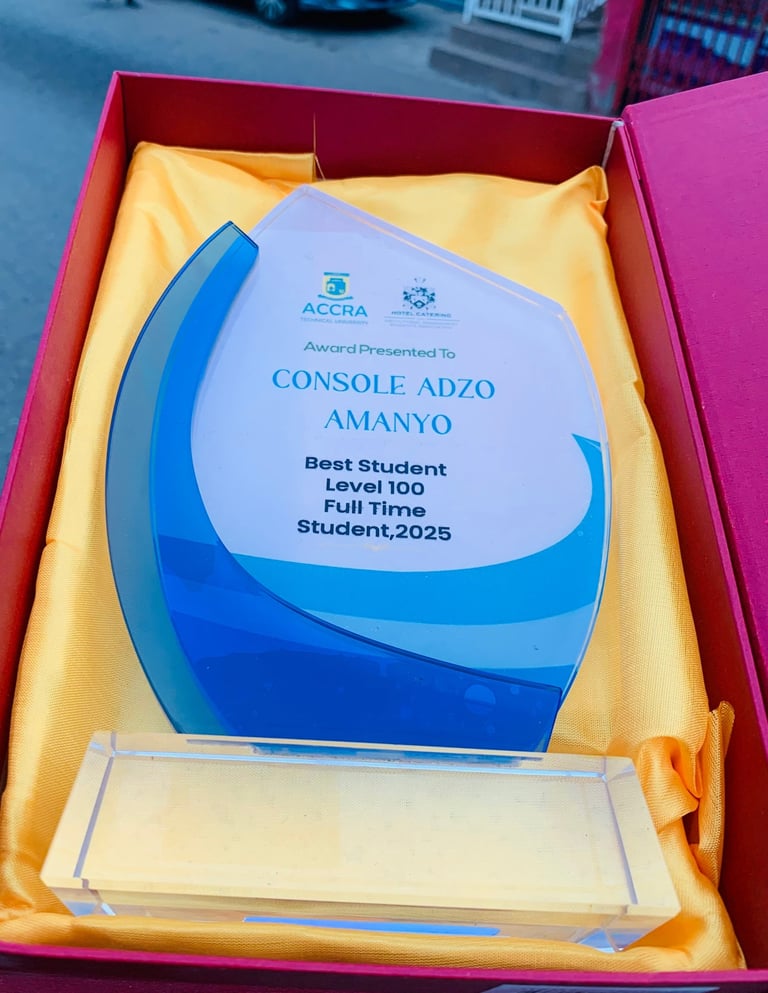 ACCRA
TECHNICAL UNIVERSITY
HOTEL CATERING
Award Presented To
CONSOLE ADZO
AMANYO
Best Student
Level 100
Full Time
Student,2025